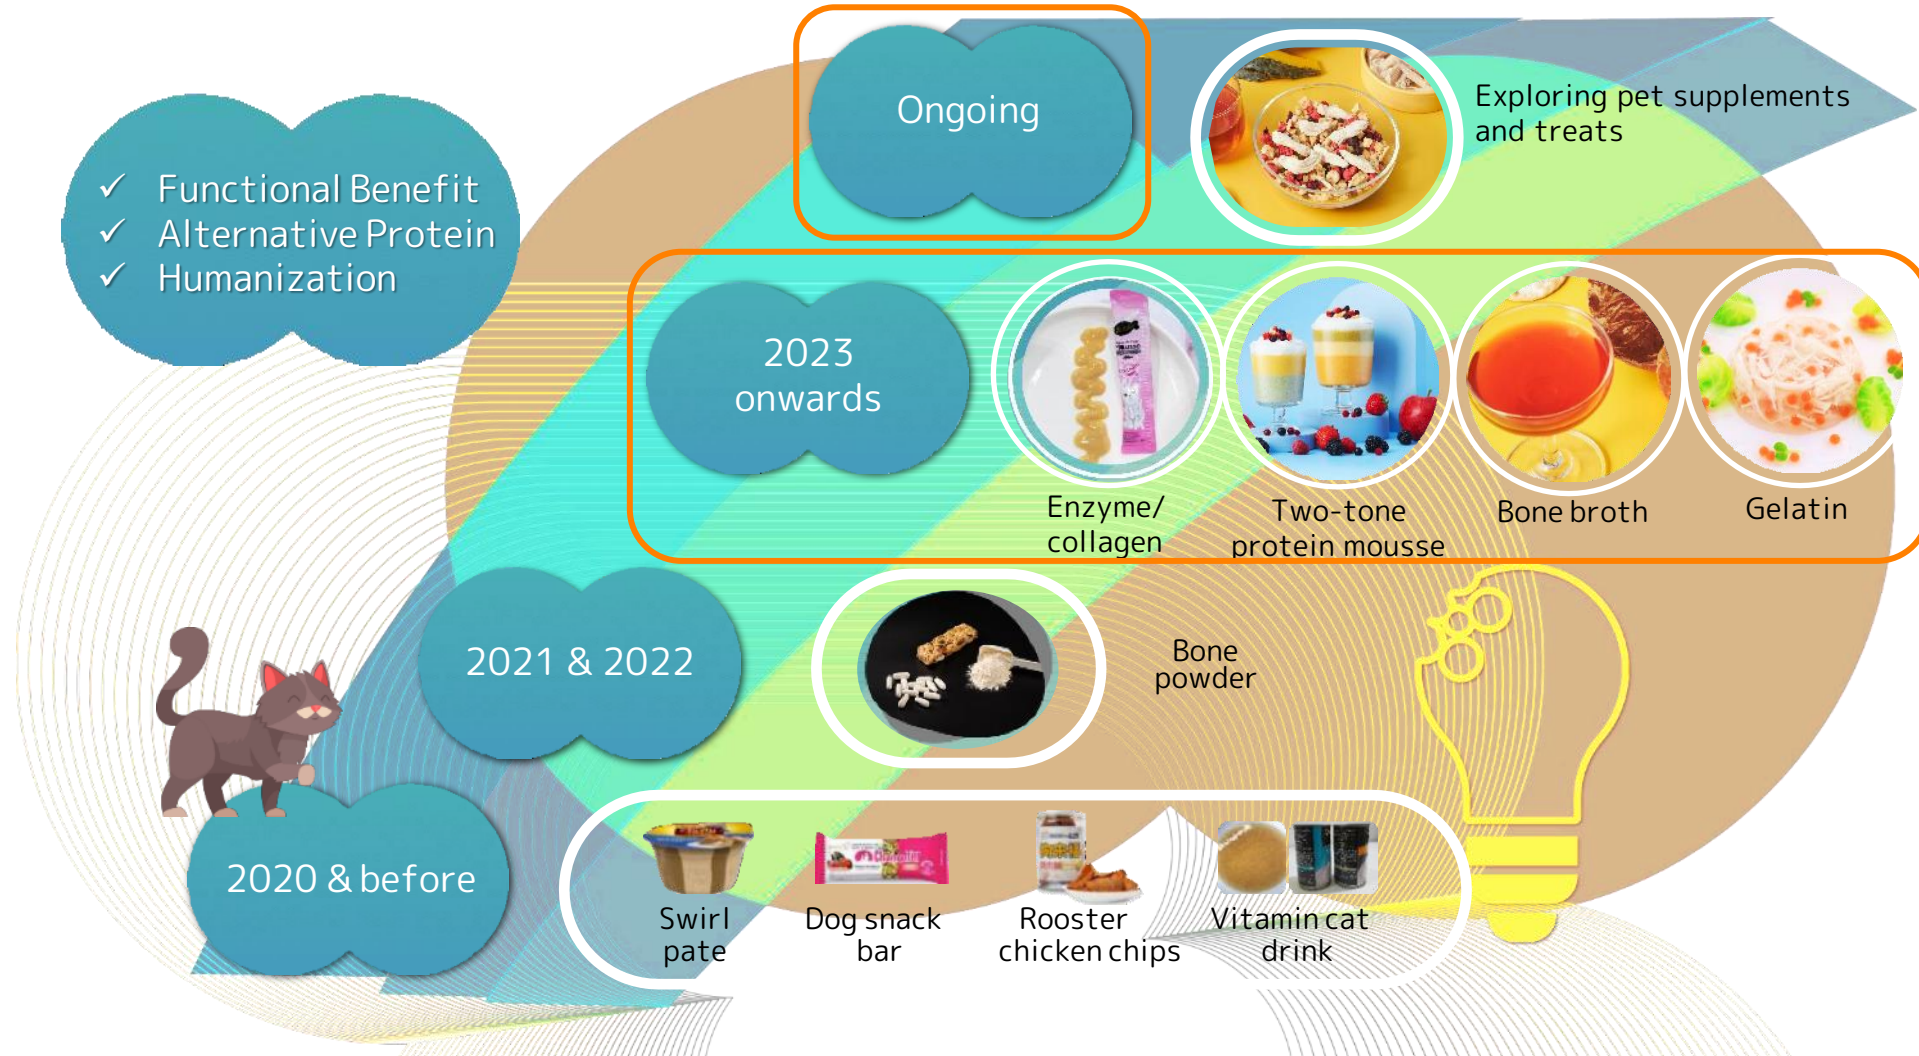 Ongoing
Exploring pet supplements
and treats
✓ Functional Benefit
✓ Alternative Protein
✓ Humanization
2023
onwards
Enzyme/
collagen
Two-tone
protein mousse
Bone broth
Gelatin
2021 & 2022
Bone
powder
2020 & before
Swirl
pate
Dog snack
bar
Rooster
chicken chips
Vitamin cat
drink